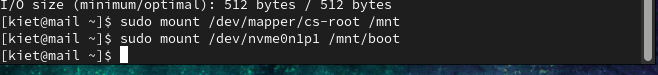 I/O size (minimum/optimal): 512 bytes / 512 bytes
[kiet@mail ~]$ sudo mount /dev/mapper/cs-root /mnt
[kiet@mail ~]$ sudo mount /dev/nvme0n1p1 /mnt/boot
[kiet@mail ~]$